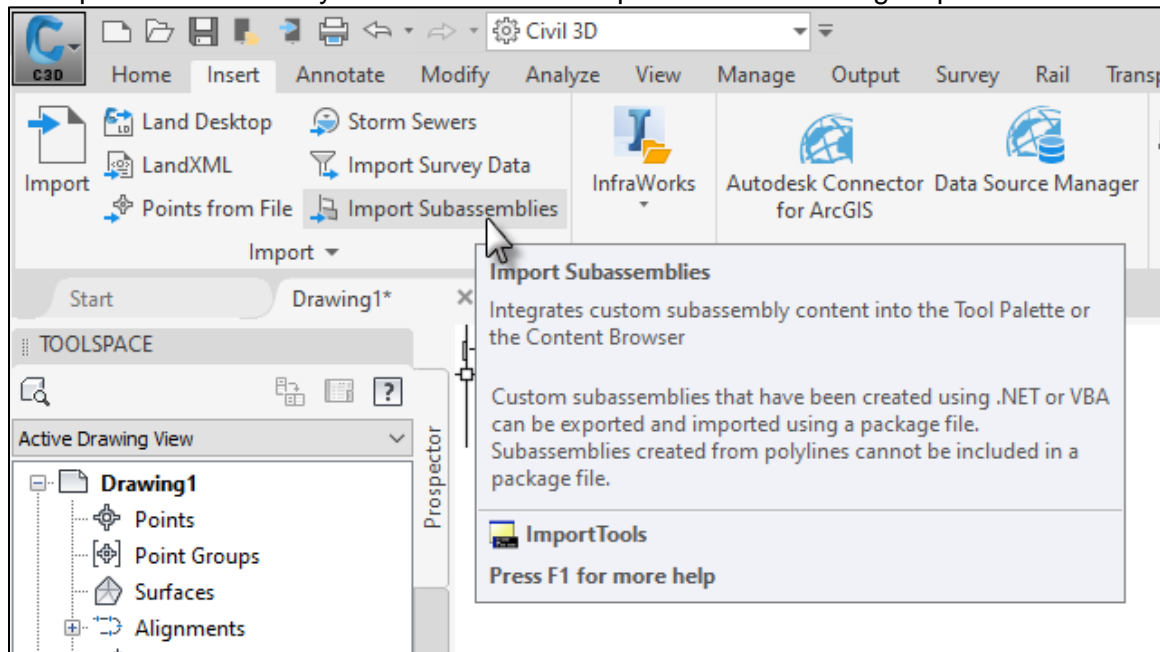 Civil 3D
C3D Home Insert Annotate Modify Analyze View Manage Output Survey Rail
Land Desktop Storm Sewers
LandXML Import Survey Data
Import InfraWorks Autodesk Connector for ArcGIS Data Source Manager
Points from File Import Subassemblies
Import
Start Drawing1*
Import Subassemblies
Integrates custom subassembly content into the Tool Palette or
the Content Browser
Custom subassemblies that have been created using .NET or VBA
can be exported and imported using a package file.
Subassemblies created from polylines cannot be included in a
package file.
ImportTools
Press F1 for more help
TOOLSPACE
Active Drawing View
Prospector
Drawing1
Points
Point Groups
Surfaces
Alignments